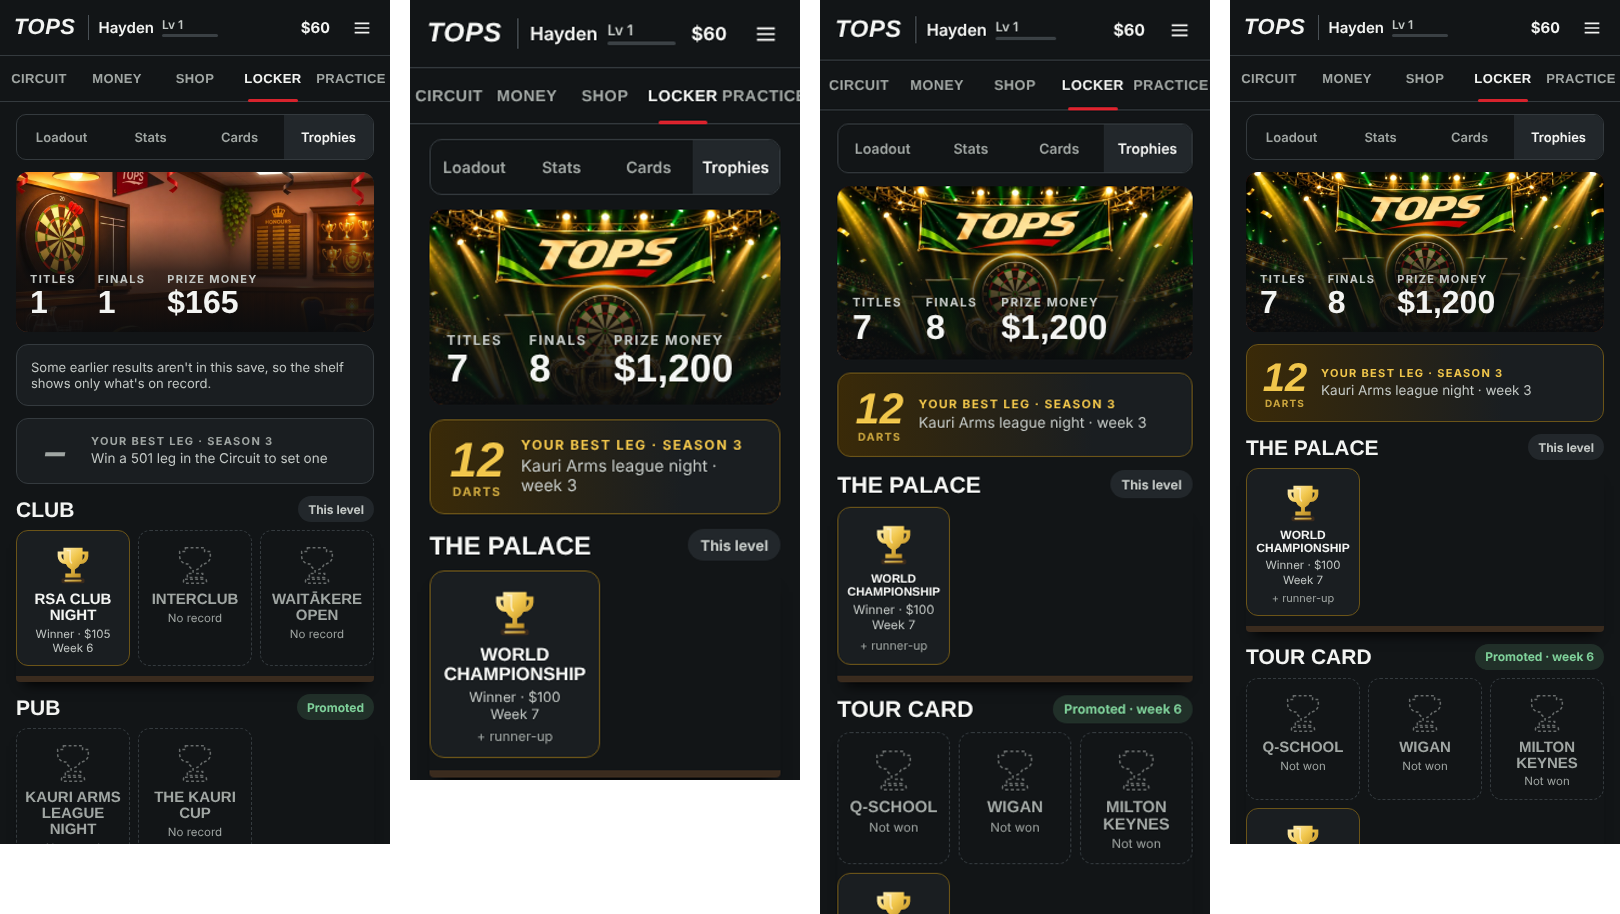 TOPS Hayden Lv 1 $60
CIRCUIT MONEY SHOP LOCKER PRACTICE
Loadout Stats Cards Trophies
TOPS
20
HONOURS
TITLES FINALS PRIZE MONEY
1 1 $165
Some earlier results aren't in this save, so the shelf
shows only what's on record.
– YOUR BEST LEG · SEASON 3
Win a 501 leg in the Circuit to set one
CLUB This level
RSA CLUB
NIGHT
Winner · $105
Week 6
INTERCLUB
No record
WAITĀKERE
OPEN
No record
PUB Promoted
KAURI ARMS
LEAGUE
NIGHT
THE KAURI
CUP
No record
TOPS Hayden Lv 1 $60
CIRCUIT MONEY SHOP LOCKER PRACTICE
Loadout Stats Cards Trophies
TOPS
TITLES FINALS PRIZE MONEY
7 8 $1,200
12
DARTS
YOUR BEST LEG · SEASON 3
Kauri Arms league night ·
week 3
THE PALACE This level
WORLD
CHAMPIONSHIP
Winner · $100
Week 7
+ runner-up
TOPS Hayden Lv 1 $60
CIRCUIT MONEY SHOP LOCKER PRACTICE
Loadout Stats Cards Trophies
TOPS
TITLES FINALS PRIZE MONEY
7 8 $1,200
12
DARTS
YOUR BEST LEG · SEASON 3
Kauri Arms league night · week 3
THE PALACE This level
WORLD
CHAMPIONSHIP
Winner · $100
Week 7
+ runner-up
TOUR CARD Promoted · week 6
Q-SCHOOL
Not won
WIGAN
Not won
MILTON
KEYNES
Not won
TOPS Hayden Lv 1 $60
CIRCUIT MONEY SHOP LOCKER PRACTICE
Loadout Stats Cards Trophies
TOPS
TITLES FINALS PRIZE MONEY
7 8 $1,200
12
DARTS
YOUR BEST LEG · SEASON 3
Kauri Arms league night · week 3
THE PALACE This level
WORLD
CHAMPIONSHIP
Winner · $100
Week 7
+ runner-up
TOUR CARD Promoted · week 6
Q-SCHOOL
Not won
WIGAN
Not won
MILTON
KEYNES
Not won